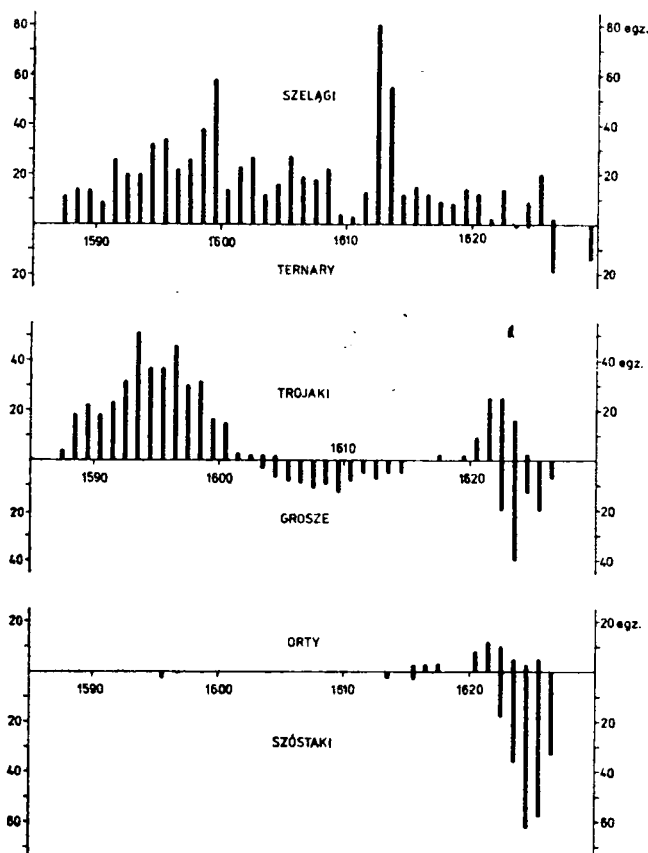 80 80 egz.
60 60
SZELĄGI
40 40
20 20
1590 1600 1610 1620
20 TERNARY 20
40 40 egz.
TROJAKI
20 20
1610
1590 1600 1620
20 20
GROSZE
40 40
20 20 egz.
ORTY
1590 1600 1610 1620
20 20
SZÓSTAKI
40 40
60 60